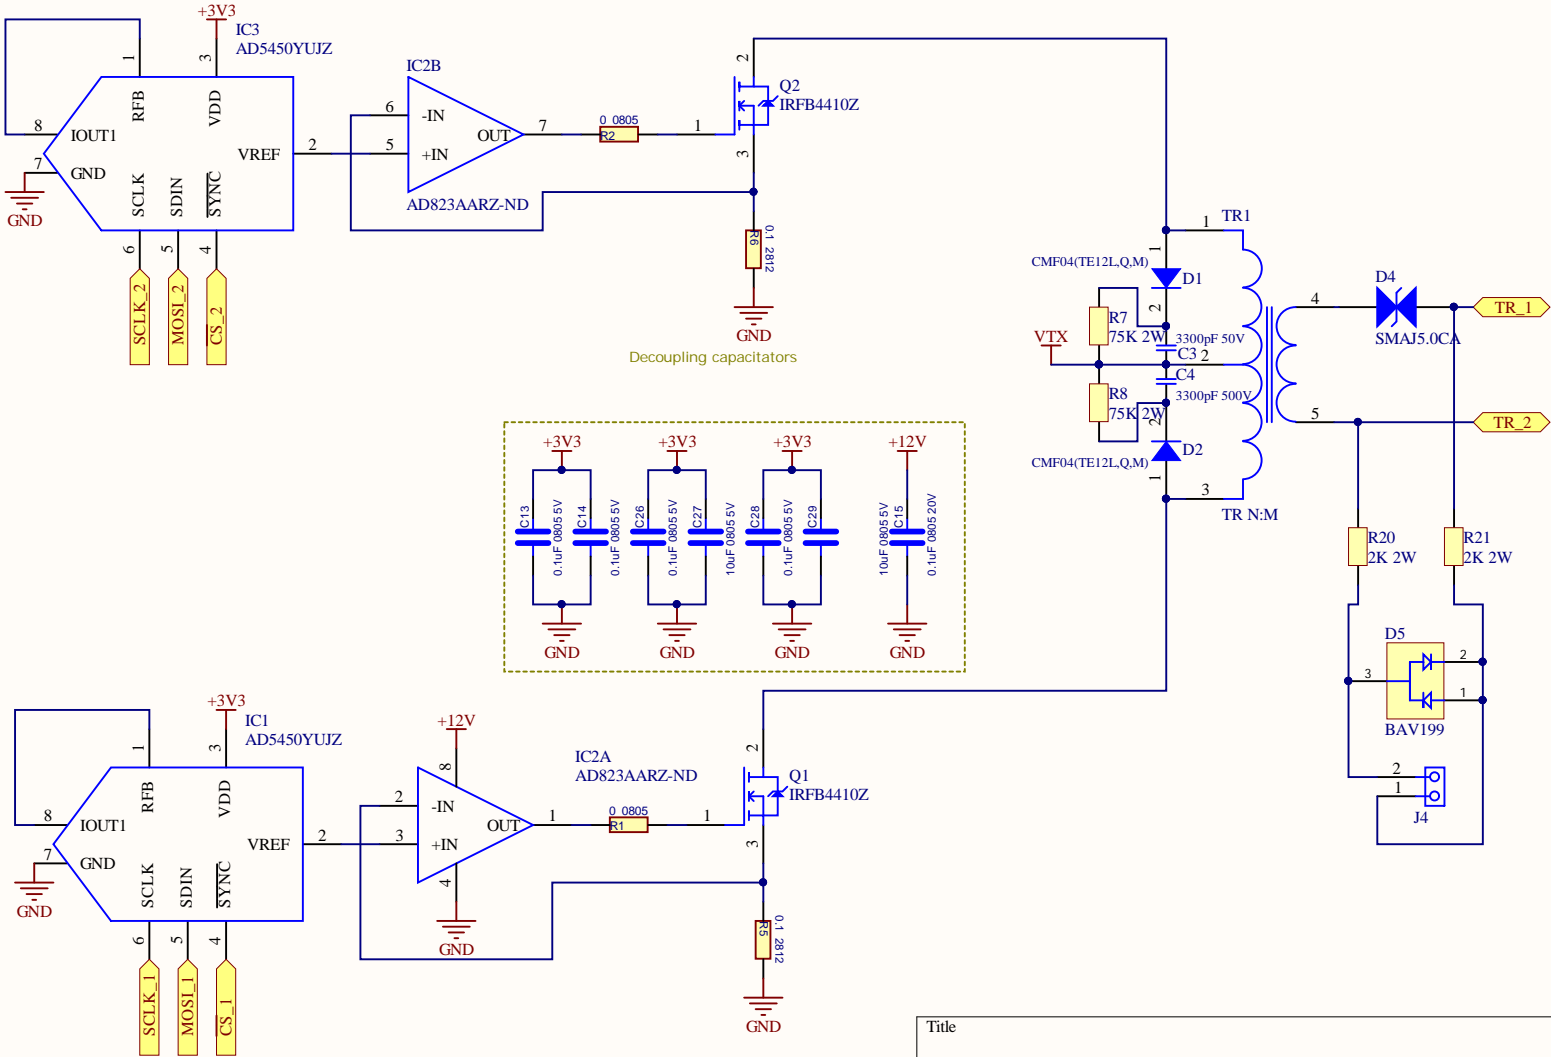 +3V3
IC3
AD5450YUJZ
1
3
RFB
VDD
8
IOUT1
7
GND
VREF
2
SCLK
SDIN
SYNC
6
5
4
GND
SCLK_2
MOSI_2
CS_2
IC2B
6
-IN
5
+IN
OUT
7
AD823AARZ-ND
0 0805
R2
1
2
Q2
IRFB4410Z
3
R6
0.1 2812
GND
Decoupling capacitators
1
TR1
CMF04(TE12L,Q,M)
1
D1
2
R7
75K 2W
3300pF 50V
C3
2
VTX
C4
R8
3300pF 500V
75K 2W
2
D2
CMF04(TE12L,Q,M)
1
3
TR N:M
4
D4
SMAJ5.0CA
TR_1
5
TR_2
R20
2K 2W
R21
2K 2W
D5
3
2
1
BAV199
2
1
J4
+3V3
+3V3
+3V3
+12V
C13
0.1uF 0805 5V
C14
0.1uF 0805 5V
C26
0.1uF 0805 5V
C27
10uF 0805 5V
C28
0.1uF 0805 5V
C29
10uF 0805 5V
C15
0.1uF 0805 20V
GND
GND
GND
GND
+3V3
IC1
AD5450YUJZ
1
3
RFB
VDD
8
IOUT1
7
GND
VREF
2
SCLK
SDIN
SYNC
6
5
4
GND
SCLK_1
MOSI_1
CS_1
+12V
8
2
-IN
3
+IN
OUT
1
4
GND
IC2A
AD823AARZ-ND
0 0805
R1
1
2
Q1
IRFB4410Z
3
R5
0.1 2812
GND
Title